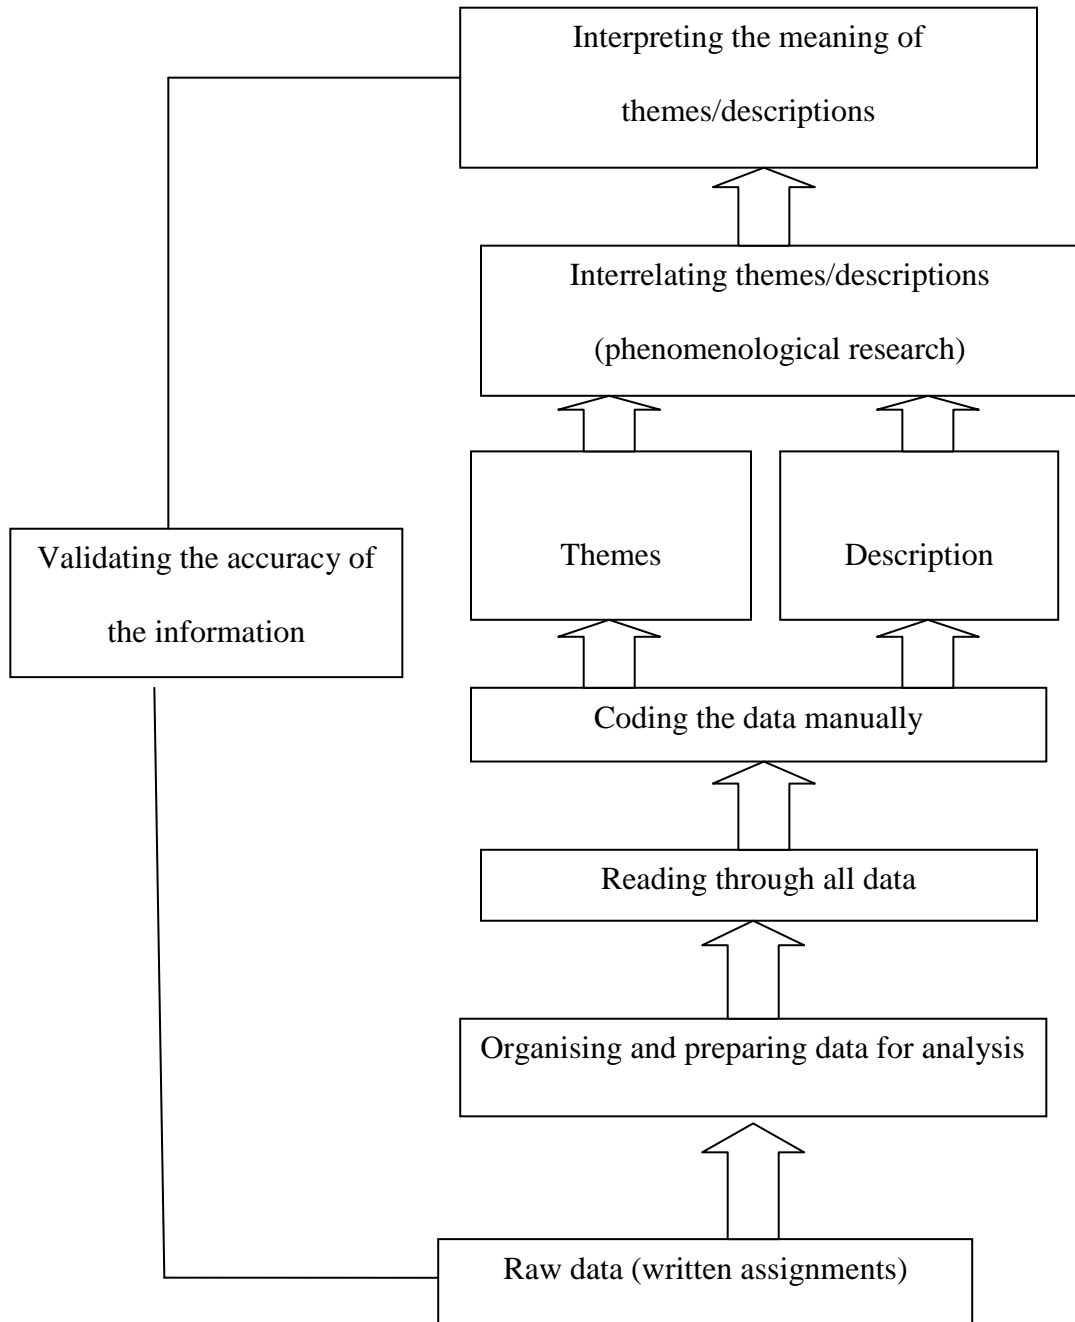 Interpreting the meaning of
themes/descriptions
Interrelating themes/descriptions
(phenomenological research)
Themes
Description
Validating the accuracy of
the information
Coding the data manually
Reading through all data
Organising and preparing data for analysis
Raw data (written assignments)